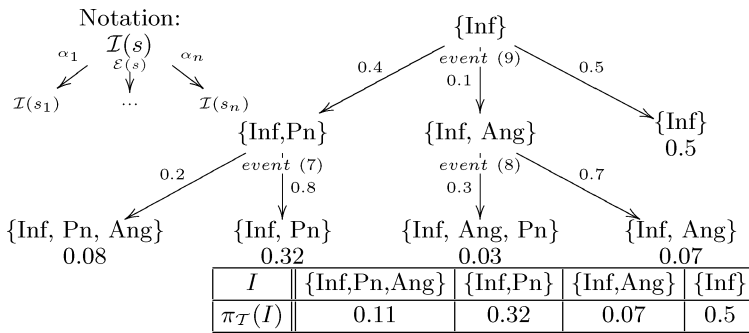 Notation:
𝓘(s)
𝓔(s)
α₁
αₙ
𝓘(s₁)
...
𝓘(sₙ)
{Inf}
event (9)
0.4
0.1
0.5
{Inf,Pn}
{Inf, Ang}
{Inf}
0.5
event (7)
event (8)
0.2
0.8
0.3
0.7
{Inf, Pn, Ang}
{Inf, Pn}
{Inf, Ang, Pn}
{Inf, Ang}
0.08
0.32
0.03
0.07
I {Inf,Pn,Ang} {Inf,Pn} {Inf,Ang} {Inf}
π_𝓣(I) 0.11 0.32 0.07 0.5